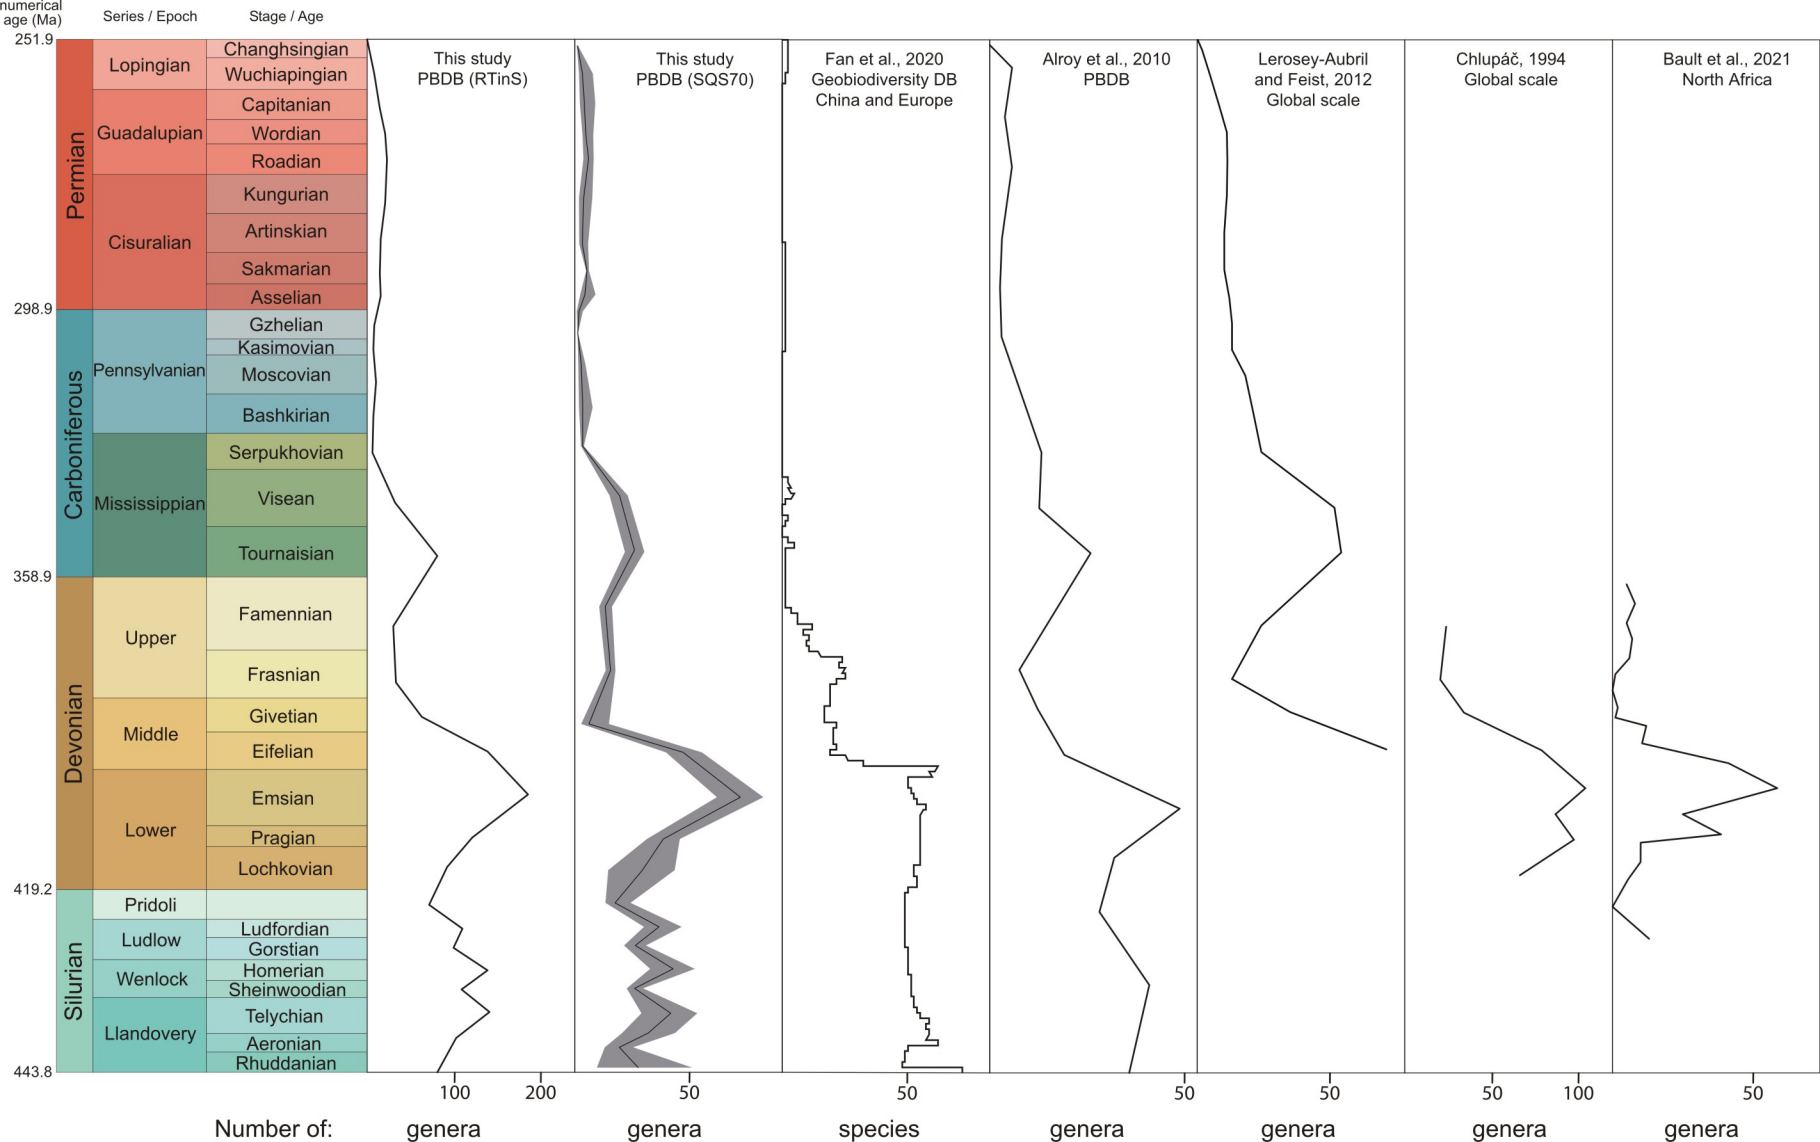 numerical
age (Ma)
Series / Epoch
Stage / Age
251.9
298.9
358.9
419.2
443.8
Permian
Carboniferous
Devonian
Silurian
Lopingian
Guadalupian
Cisuralian
Pennsylvanian
Mississippian
Upper
Middle
Lower
Pridoli
Ludlow
Wenlock
Llandovery
Changhsingian
Wuchiapingian
Capitanian
Wordian
Roadian
Kungurian
Artinskian
Sakmarian
Asselian
Gzhelian
Kasimovian
Moscovian
Bashkirian
Serpukhovian
Visean
Tournaisian
Famennian
Frasnian
Givetian
Eifelian
Emsian
Pragian
Lochkovian
Ludfordian
Gorstian
Homerian
Sheinwoodian
Telychian
Aeronian
Rhuddanian
This study
PBDB (RTinS)
This study
PBDB (SQS70)
Fan et al., 2020
Geobiodiversity DB
China and Europe
Alroy et al., 2010
PBDB
Lerosey-Aubril
and Feist, 2012
Global scale
Chlupáč, 1994
Global scale
Bault et al., 2021
North Africa
100 200
50
50
50
50
50 100
50
Number of: genera genera species genera genera genera genera